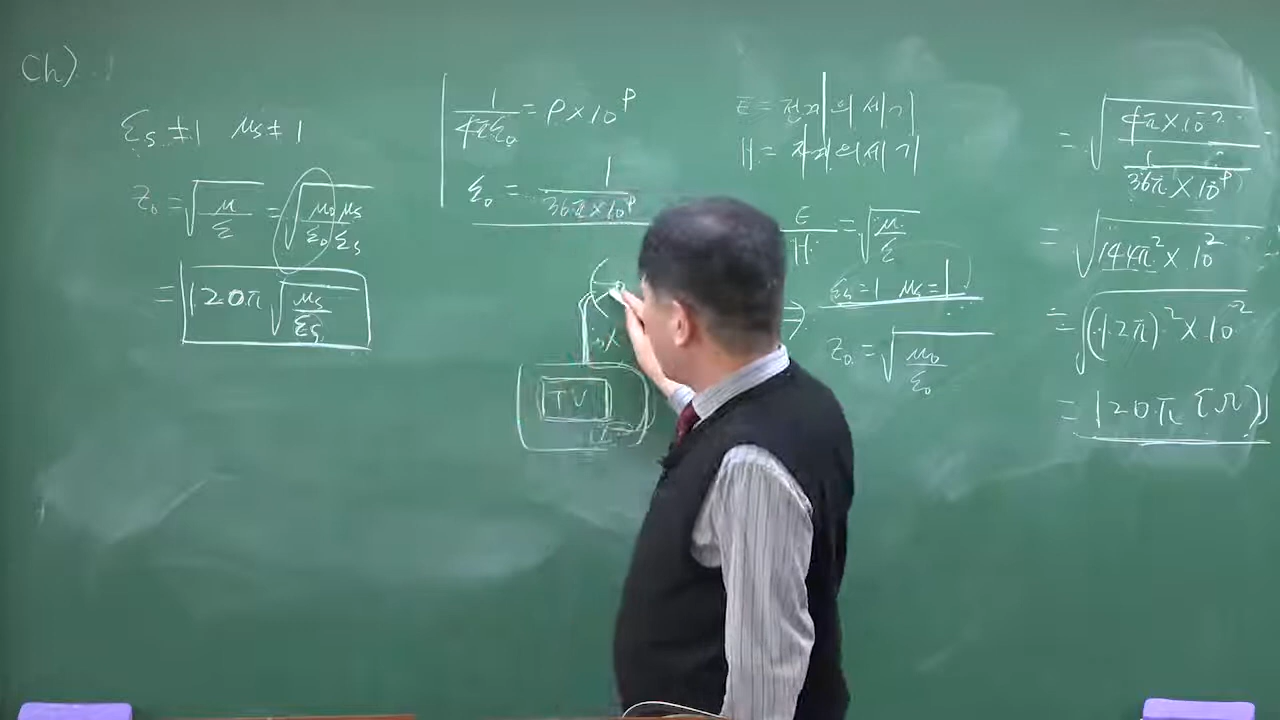 Ch)
εs ≠ 1 μs ≠ 1
Z₀ = √(μ/ε) = √(μ₀μs/ε₀εs)
= 120π √(μs/εs)
1/4πε₀ = 9×10⁹
ε₀ = 1/36π×10⁹
TV
E = 전계의 세기
H = 자계의 세기
E/H = √(μ/ε)
⇒ εs = 1 μs = 1
Z₀ = √(μ₀/ε₀)
= √(4π×10⁻⁷ / (1/36π×10⁹))
= √(144π²×10²)
= √((12π)²×10²)
= 120π [Ω]